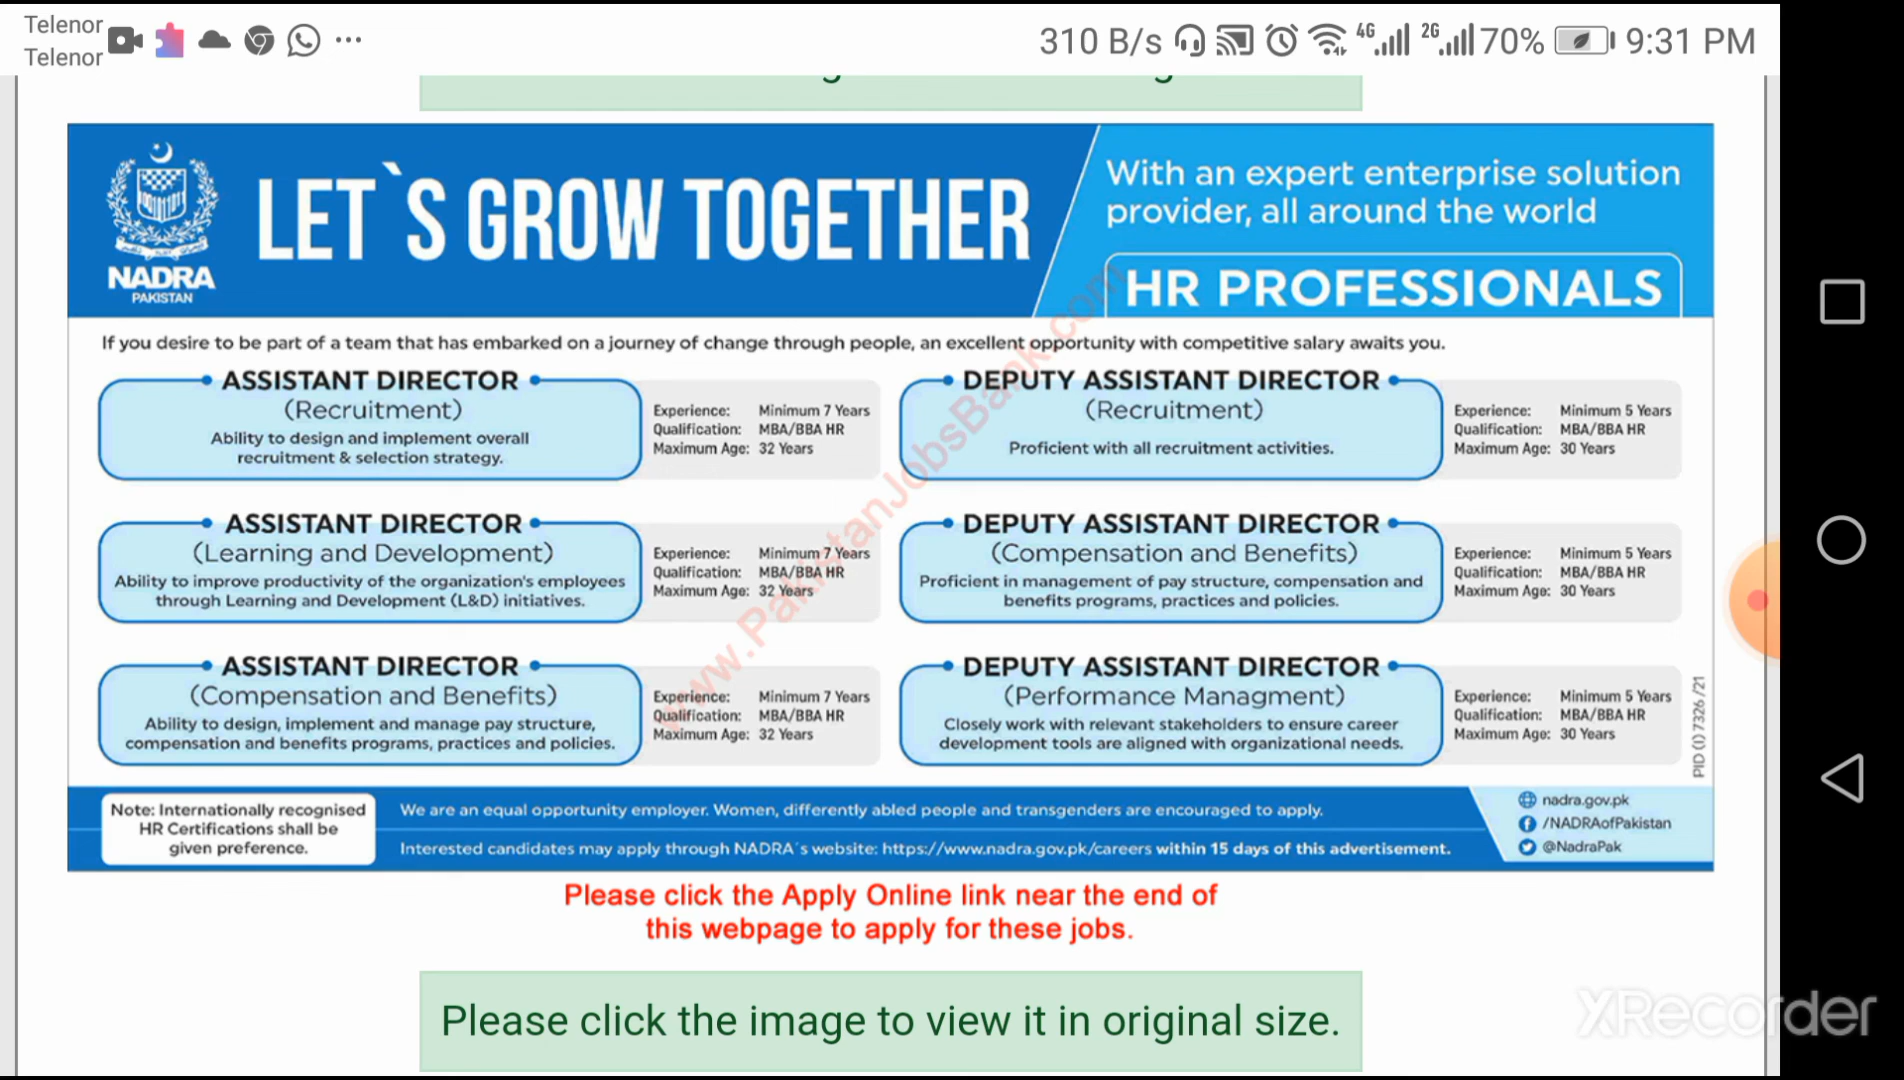 Telenor
Telenor
310 B/s 4G 2G 70% 9:31 PM
NADRA
PAKISTAN
LET`S GROW TOGETHER
With an expert enterprise solution
provider, all around the world
HR PROFESSIONALS
If you desire to be part of a team that has embarked on a journey of change through people, an excellent opportunity with competitive salary awaits you.
ASSISTANT DIRECTOR
(Recruitment)
Ability to design and implement overall
recruitment & selection strategy.
Experience: Minimum 7 Years
Qualification: MBA/BBA HR
Maximum Age: 32 Years
DEPUTY ASSISTANT DIRECTOR
(Recruitment)
Proficient with all recruitment activities.
Experience: Minimum 5 Years
Qualification: MBA/BBA HR
Maximum Age: 30 Years
ASSISTANT DIRECTOR
(Learning and Development)
Ability to improve productivity of the organization's employees
through Learning and Development (L&D) initiatives.
Experience: Minimum 7 Years
Qualification: MBA/BBA HR
Maximum Age: 32 Years
DEPUTY ASSISTANT DIRECTOR
(Compensation and Benefits)
Proficient in management of pay structure, compensation and
benefits programs, practices and policies.
Experience: Minimum 5 Years
Qualification: MBA/BBA HR
Maximum Age: 30 Years
ASSISTANT DIRECTOR
(Compensation and Benefits)
Ability to design, implement and manage pay structure,
compensation and benefits programs, practices and policies.
Experience: Minimum 7 Years
Qualification: MBA/BBA HR
Maximum Age: 32 Years
DEPUTY ASSISTANT DIRECTOR
(Performance Managment)
Closely work with relevant stakeholders to ensure career
development tools are aligned with organizational needs.
Experience: Minimum 5 Years
Qualification: MBA/BBA HR
Maximum Age: 30 Years
PID (I) 7326 /21
www.PakistanJobsBank.com
Note: Internationally recognised
HR Certifications shall be
given preference.
We are an equal opportunity employer. Women, differently abled people and transgenders are encouraged to apply.
Interested candidates may apply through NADRA`s website: https://www.nadra.gov.pk/careers within 15 days of this advertisement.
nadra.gov.pk
/NADRAofPakistan
@NadraPak
Please click the Apply Online link near the end of
this webpage to apply for these jobs.
Please click the image to view it in original size.
XRecorder